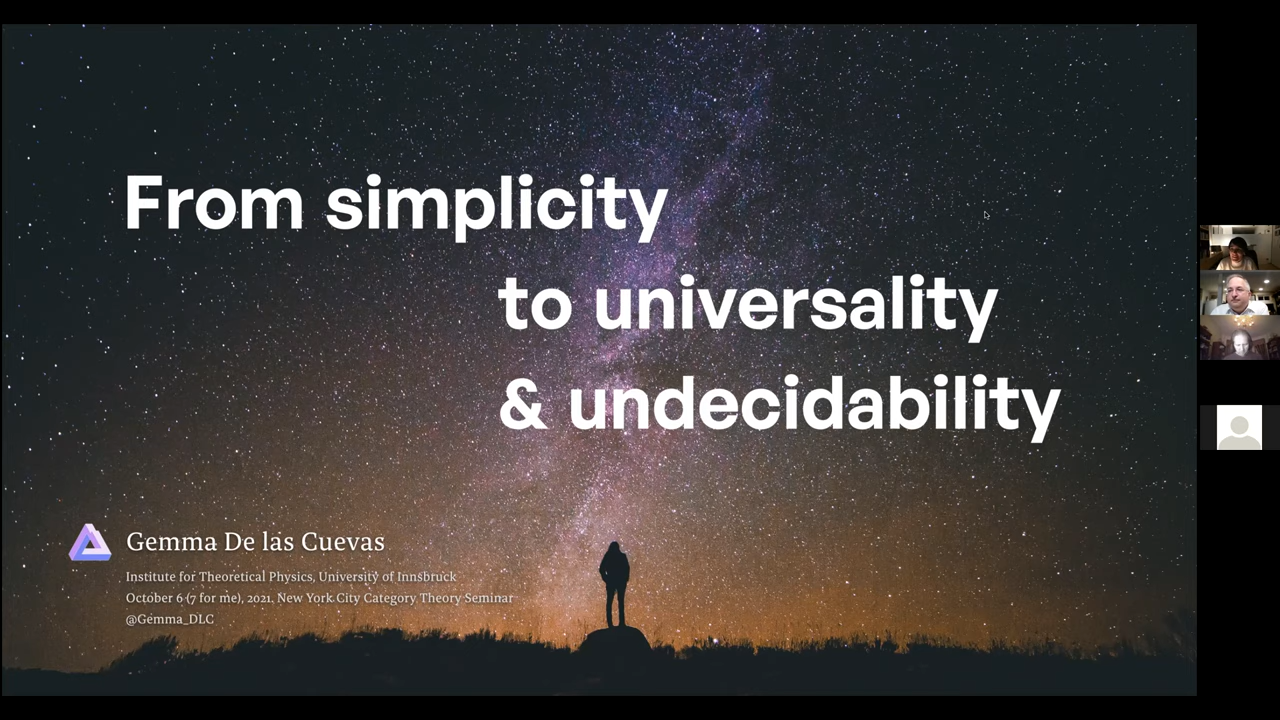 From simplicity
to universality
& undecidability
Gemma De las Cuevas
Institute for Theoretical Physics, University of Innsbruck
October 6 (7 for me), 2021, New York City Category Theory Seminar
@Gemma_DLC